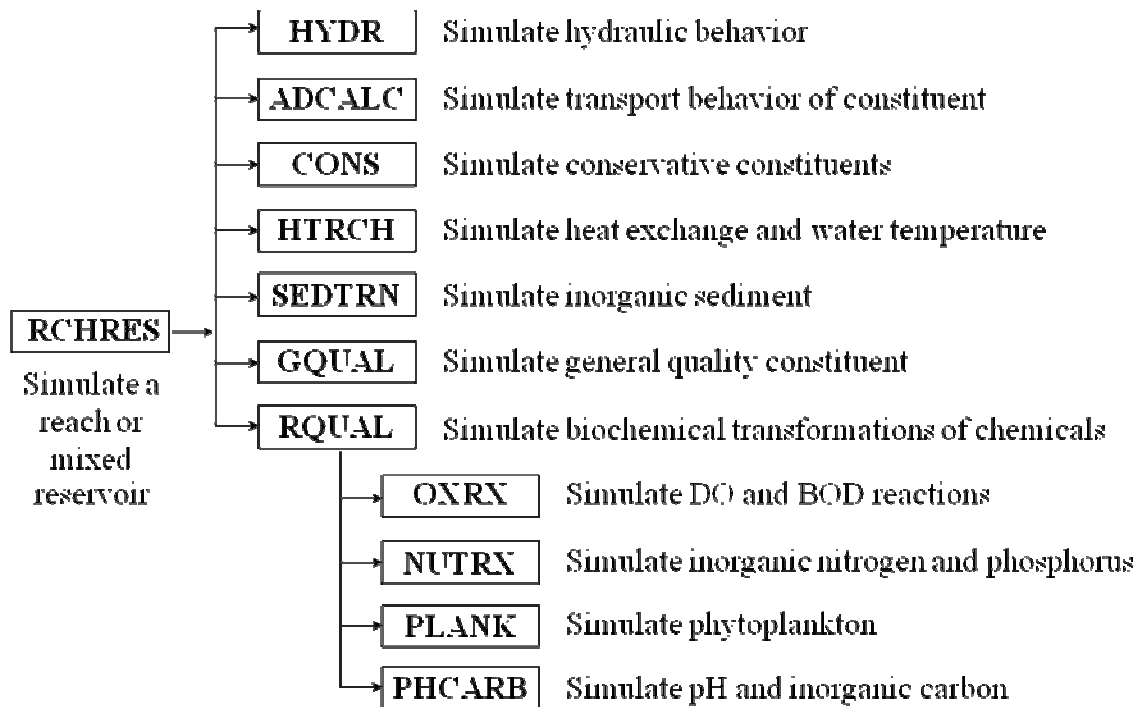 HYDR Simulate hydraulic behavior
ADCALC Simulate transport behavior of constituent
CONS Simulate conservative constituents
HTRCH Simulate heat exchange and water temperature
SEDTRN Simulate inorganic sediment
RCHRES
Simulate a
reach or
mixed
reservoir
GQUAL Simulate general quality constituent
RQUAL Simulate biochemical transformations of chemicals
OXRX Simulate DO and BOD reactions
NUTRX Simulate inorganic nitrogen and phosphorus
PLANK Simulate phytoplankton
PHCARB Simulate pH and inorganic carbon